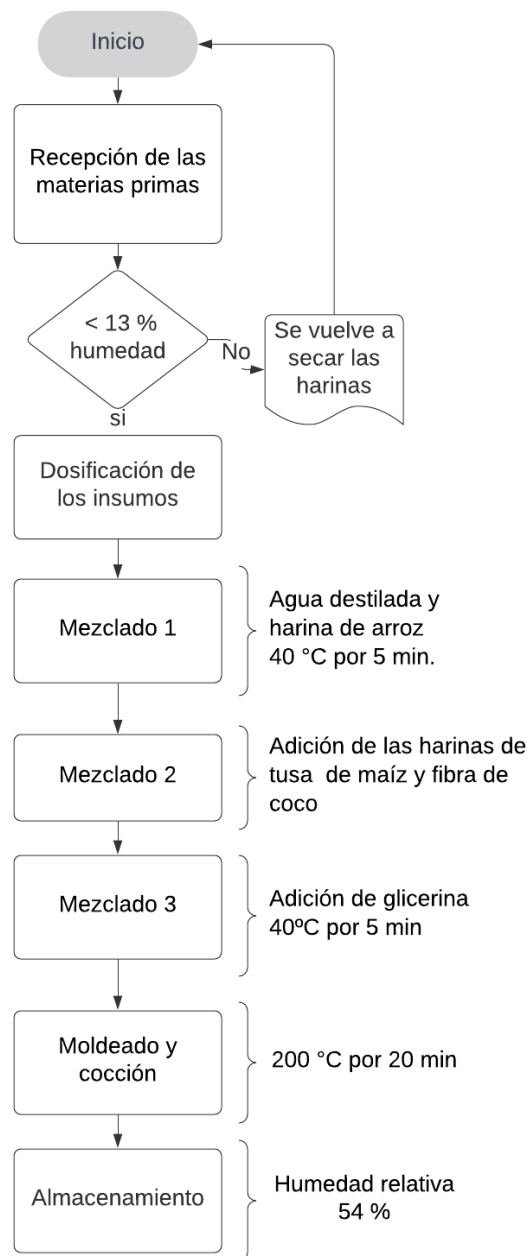 Inicio
Recepción de las
materias primas
< 13 %
humedad
No
Se vuelve a
secar las
harinas
si
Dosificación de
los insumos
Mezclado 1
Agua destilada y
harina de arroz
40 °C por 5 min.
Mezclado 2
Adición de las harinas de
tusa  de maíz y fibra de
coco
Mezclado 3
Adición de glicerina
40ºC por 5 min
Moldeado y
cocción
200 °C por 20 min
Almacenamiento
Humedad relativa
54 %